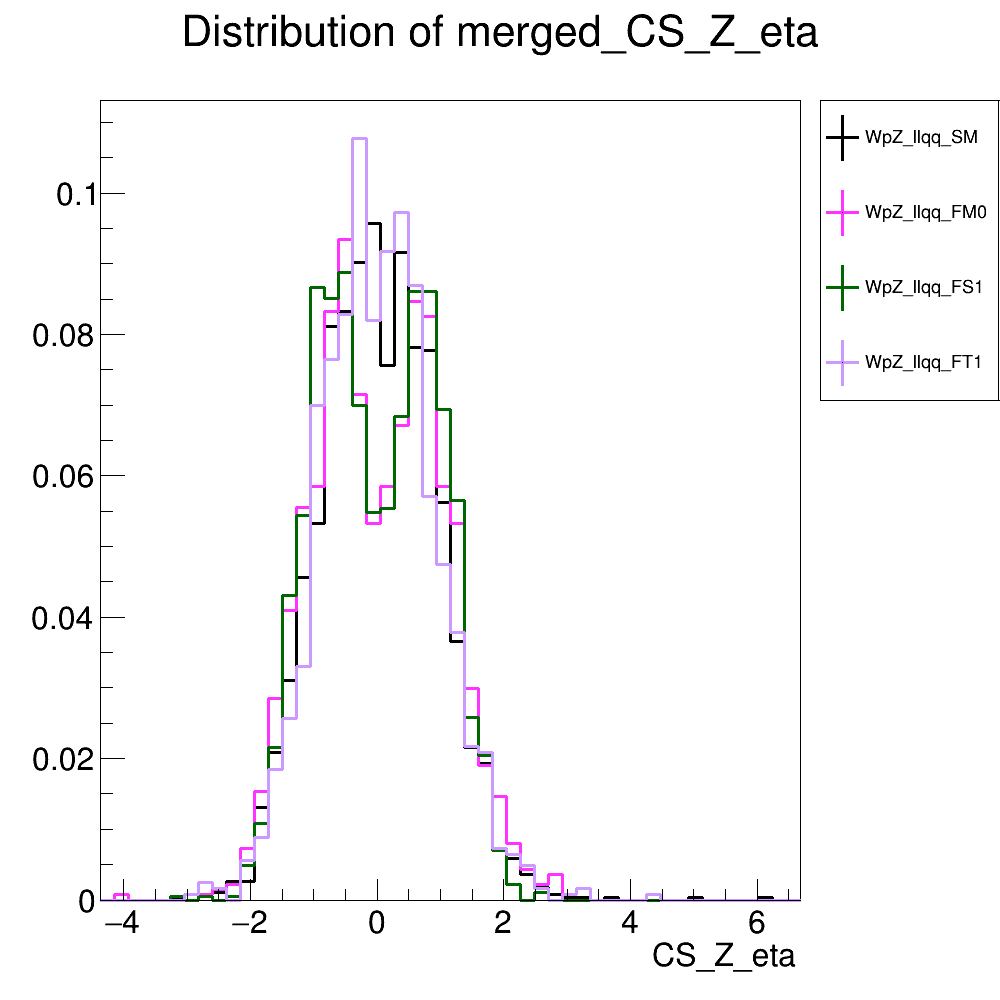 Distribution of merged_CS_Z_eta
WpZ_llqq_SM
WpZ_llqq_FM0
WpZ_llqq_FS1
WpZ_llqq_FT1
0.1
0.08
0.06
0.04
0.02
0
−4 −2 0 2 4 6
CS_Z_eta